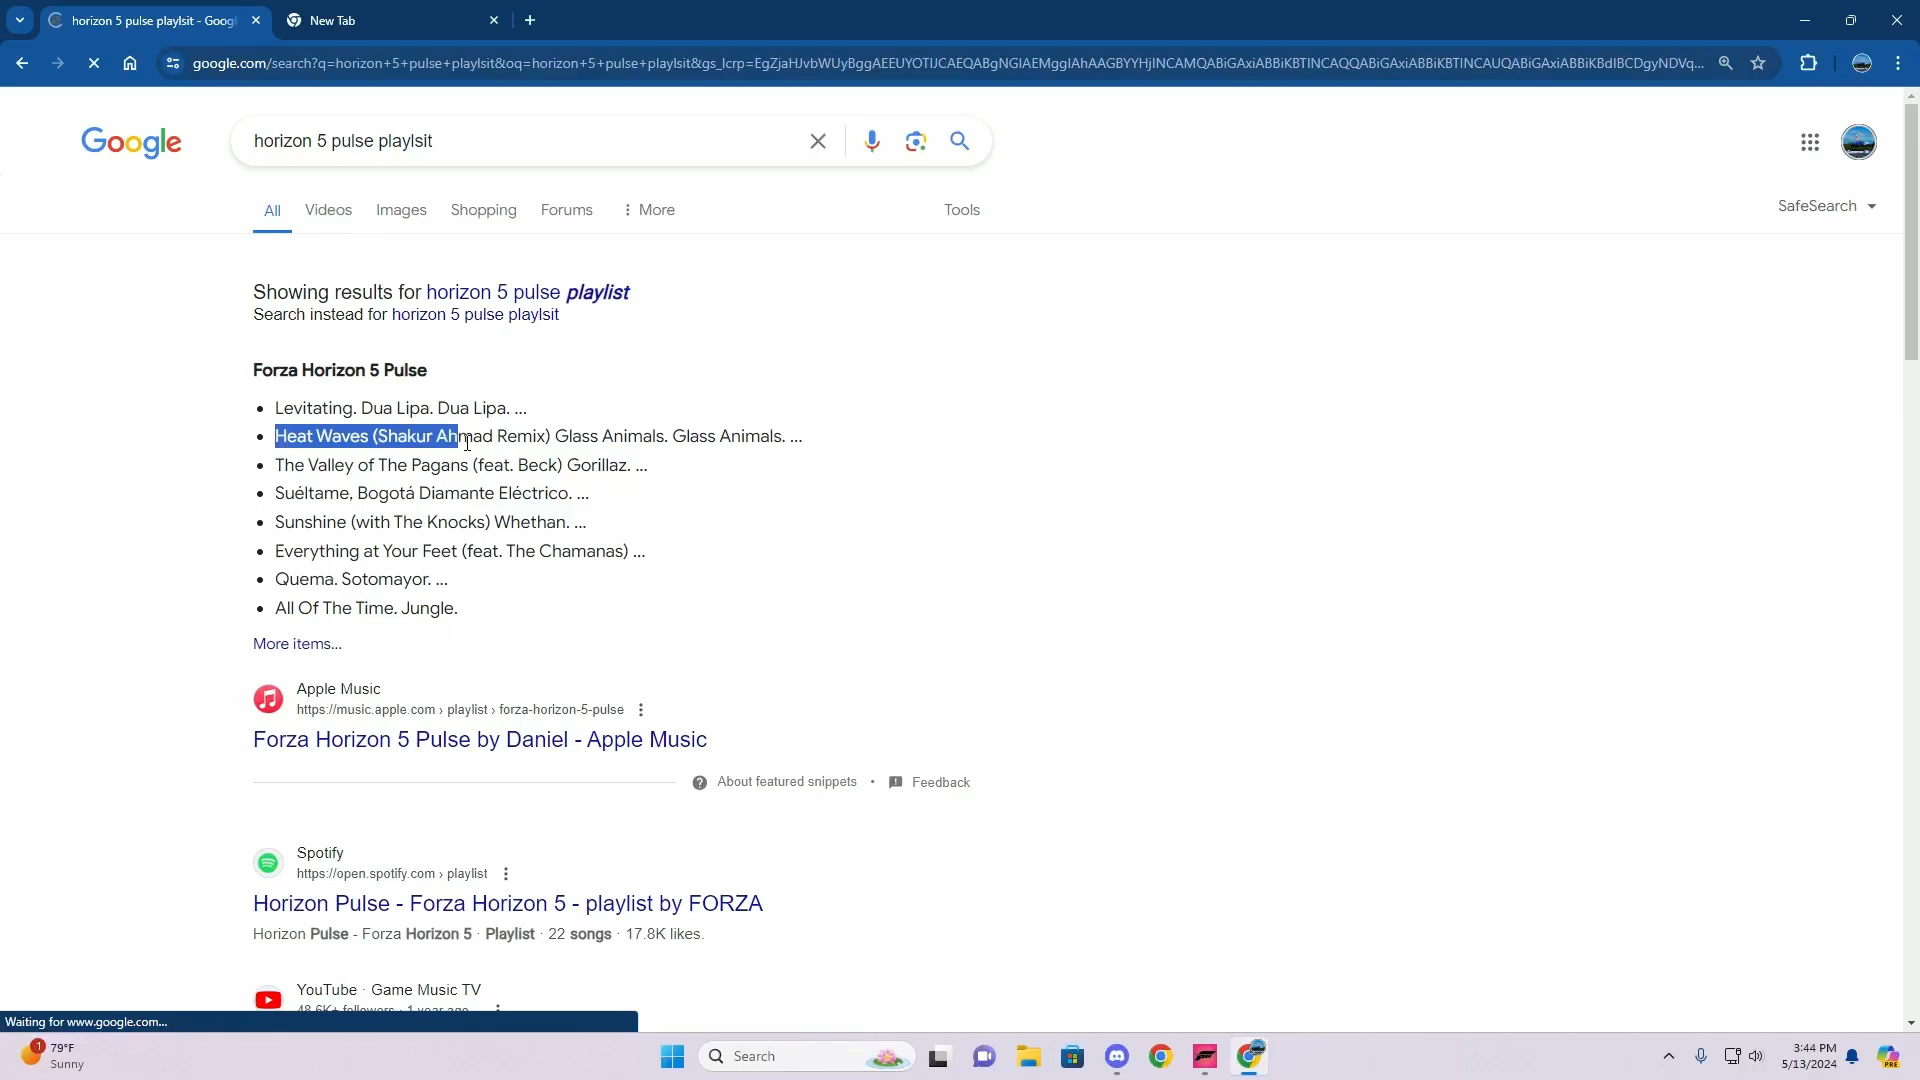 horizon 5 pulse playlsit - Googl
New Tab
google.com/search?q=horizon+5+pulse+playlsit&oq=horizon+5+pulse+playlsit&gs_lcrp=EgZjaHJvbWUyBggAEEUYOTIJCAEQABgNGIAEMggIAhAAGBYYHjINCAMQABiGAxiABBiKBTINCAQQABiGAxiABBiKBTINCAUQABiGAxiABBiKBdIBCDgyNDVq...
Google
horizon 5 pulse playlsit
All
Videos
Images
Shopping
Forums
More
Tools
SafeSearch
Showing results for horizon 5 pulse playlist
Search instead for horizon 5 pulse playlsit
Forza Horizon 5 Pulse
Levitating. Dua Lipa. Dua Lipa. ...
Heat Waves (Shakur Ahmad Remix) Glass Animals. Glass Animals. ...
The Valley of The Pagans (feat. Beck) Gorillaz. ...
Suéltame, Bogotá Diamante Eléctrico. ...
Sunshine (with The Knocks) Whethan. ...
Everything at Your Feet (feat. The Chamanas) ...
Quema. Sotomayor. ...
All Of The Time. Jungle.
More items...
Apple Music
https://music.apple.com › playlist › forza-horizon-5-pulse
Forza Horizon 5 Pulse by Daniel - Apple Music
About featured snippets • Feedback
Spotify
https://open.spotify.com › playlist
Horizon Pulse - Forza Horizon 5 - playlist by FORZA
Horizon Pulse - Forza Horizon 5 · Playlist · 22 songs · 17.8K likes.
YouTube · Game Music TV
48.6K+ followers · 1 year ago
Waiting for www.google.com...
1
79°F
Sunny
Search
3:44 PM
5/13/2024
PRE